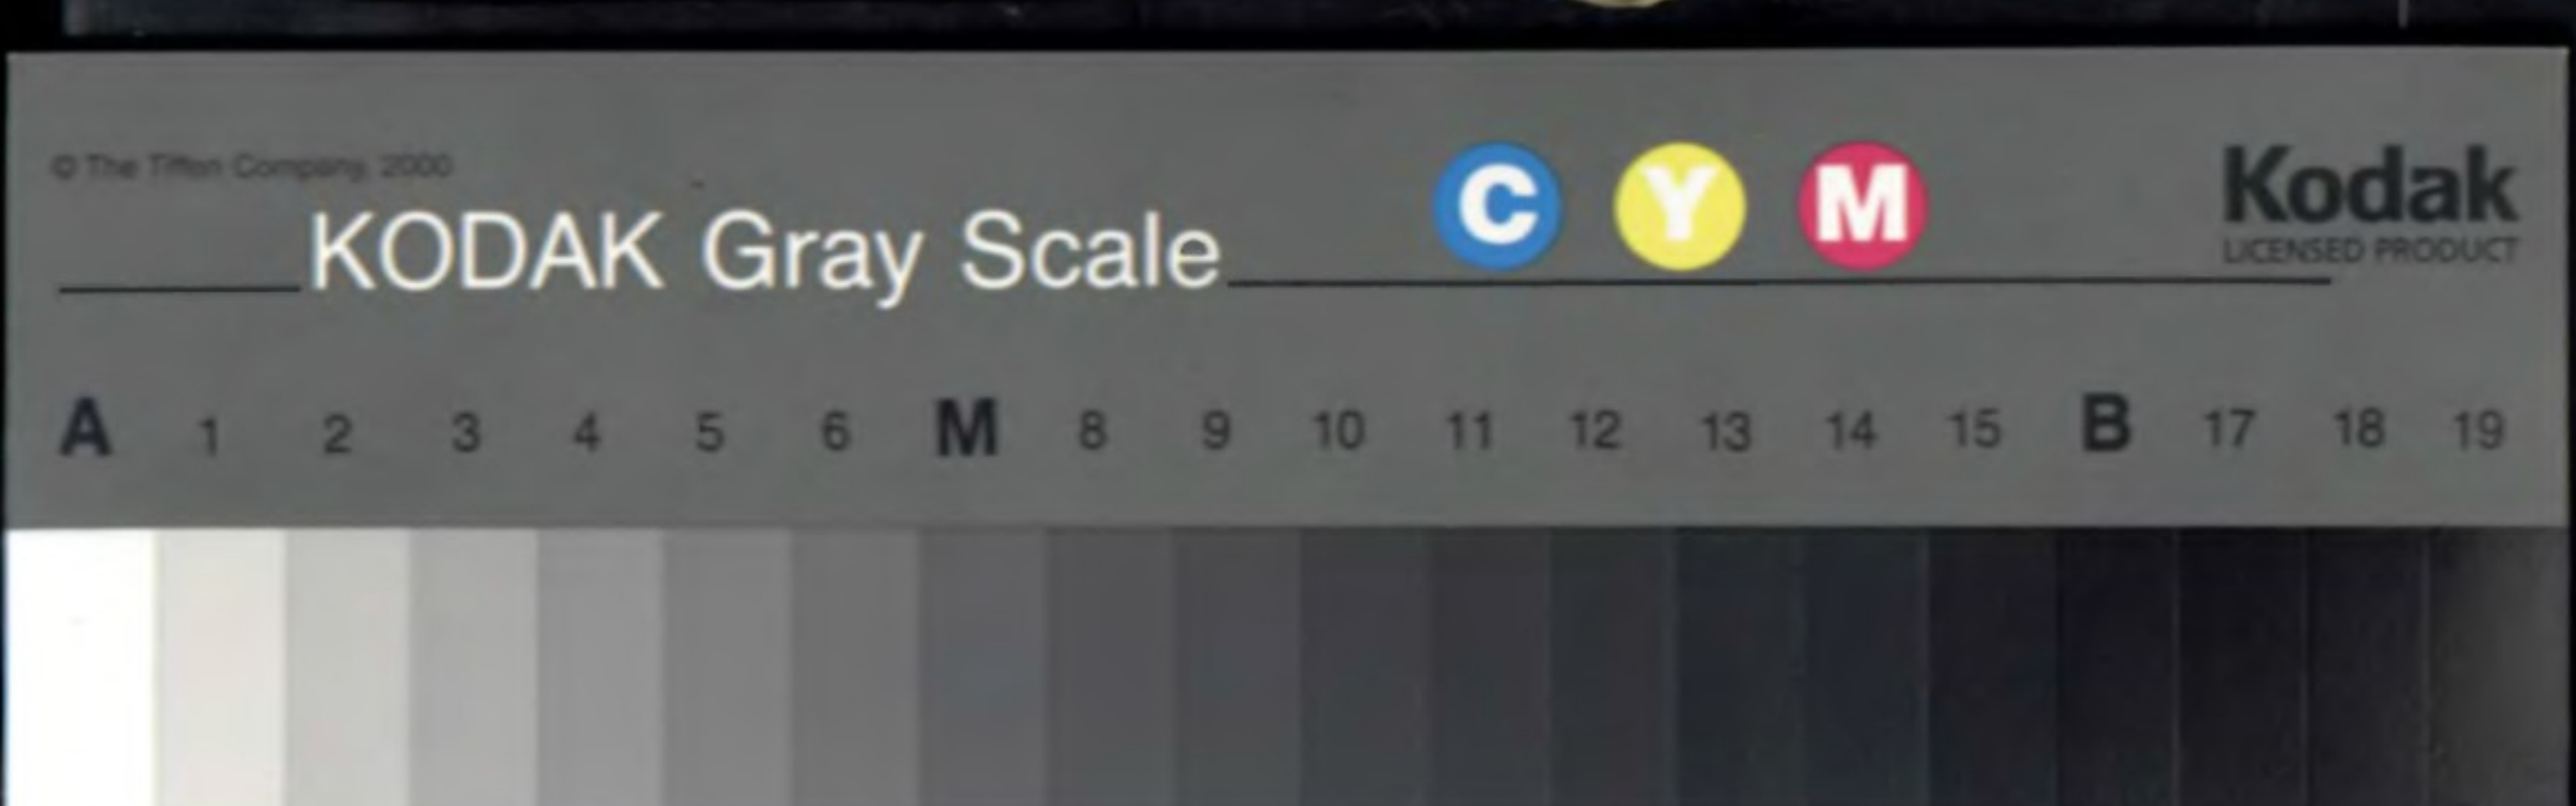 © The Tiffen Company, 2000
KODAK Gray Scale
C Y M
Kodak
LICENSED PRODUCT
A 1 2 3 4 5 6 M 8 9 10 11 12 13 14 15 B 17 18 19